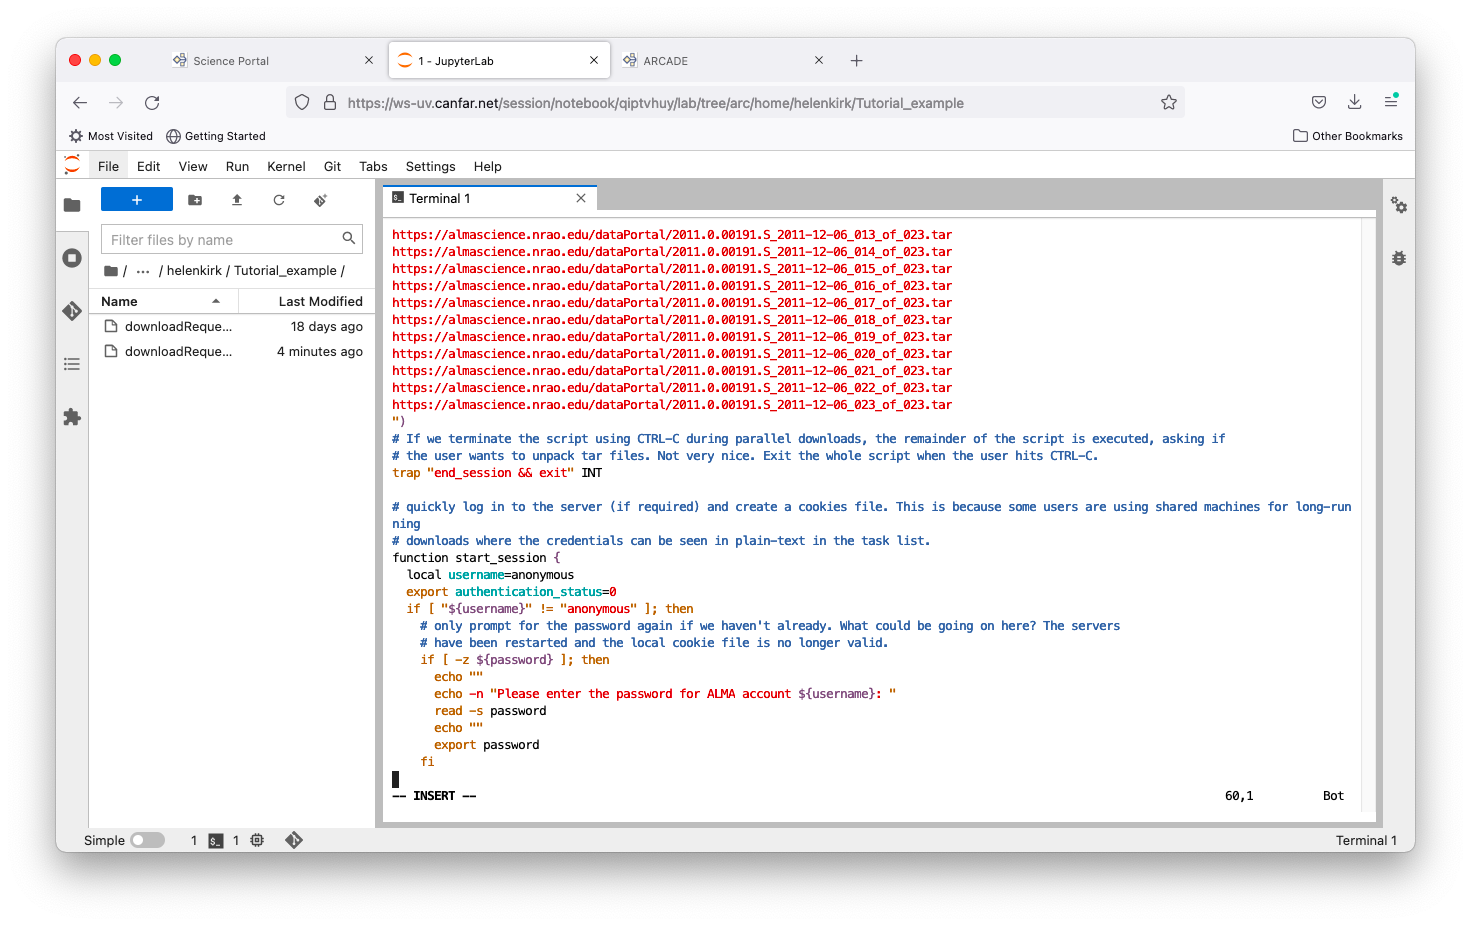 Science Portal
1 - JupyterLab
ARCADE
https://ws-uv.canfar.net/session/notebook/qiptvhuy/lab/tree/arc/home/helenkirk/Tutorial_example
Most Visited
Getting Started
Other Bookmarks
File Edit View Run Kernel Git Tabs Settings Help
Filter files by name
/ ... / helenkirk / Tutorial_example /
Name Last Modified
downloadReque... 18 days ago
downloadReque... 4 minutes ago
Terminal 1
https://almascience.nrao.edu/dataPortal/2011.0.00191.S_2011-12-06_013_of_023.tar
https://almascience.nrao.edu/dataPortal/2011.0.00191.S_2011-12-06_014_of_023.tar
https://almascience.nrao.edu/dataPortal/2011.0.00191.S_2011-12-06_015_of_023.tar
https://almascience.nrao.edu/dataPortal/2011.0.00191.S_2011-12-06_016_of_023.tar
https://almascience.nrao.edu/dataPortal/2011.0.00191.S_2011-12-06_017_of_023.tar
https://almascience.nrao.edu/dataPortal/2011.0.00191.S_2011-12-06_018_of_023.tar
https://almascience.nrao.edu/dataPortal/2011.0.00191.S_2011-12-06_019_of_023.tar
https://almascience.nrao.edu/dataPortal/2011.0.00191.S_2011-12-06_020_of_023.tar
https://almascience.nrao.edu/dataPortal/2011.0.00191.S_2011-12-06_021_of_023.tar
https://almascience.nrao.edu/dataPortal/2011.0.00191.S_2011-12-06_022_of_023.tar
https://almascience.nrao.edu/dataPortal/2011.0.00191.S_2011-12-06_023_of_023.tar
")
# If we terminate the script using CTRL-C during parallel downloads, the remainder of the script is executed, asking if
# the user wants to unpack tar files. Not very nice. Exit the whole script when the user hits CTRL-C.
trap "end_session && exit" INT
# quickly log in to the server (if required) and create a cookies file. This is because some users are using shared machines for long-run
ning
# downloads where the credentials can be seen in plain-text in the task list.
function start_session {
  local username=anonymous
  export authentication_status=0
  if [ "${username}" != "anonymous" ]; then
    # only prompt for the password again if we haven't already. What could be going on here? The servers
    # have been restarted and the local cookie file is no longer valid.
    if [ -z ${password} ]; then
      echo ""
      echo -n "Please enter the password for ALMA account ${username}: "
      read -s password
      echo ""
      export password
    fi
-- INSERT -- 60,1 Bot
Simple 1 1 Terminal 1